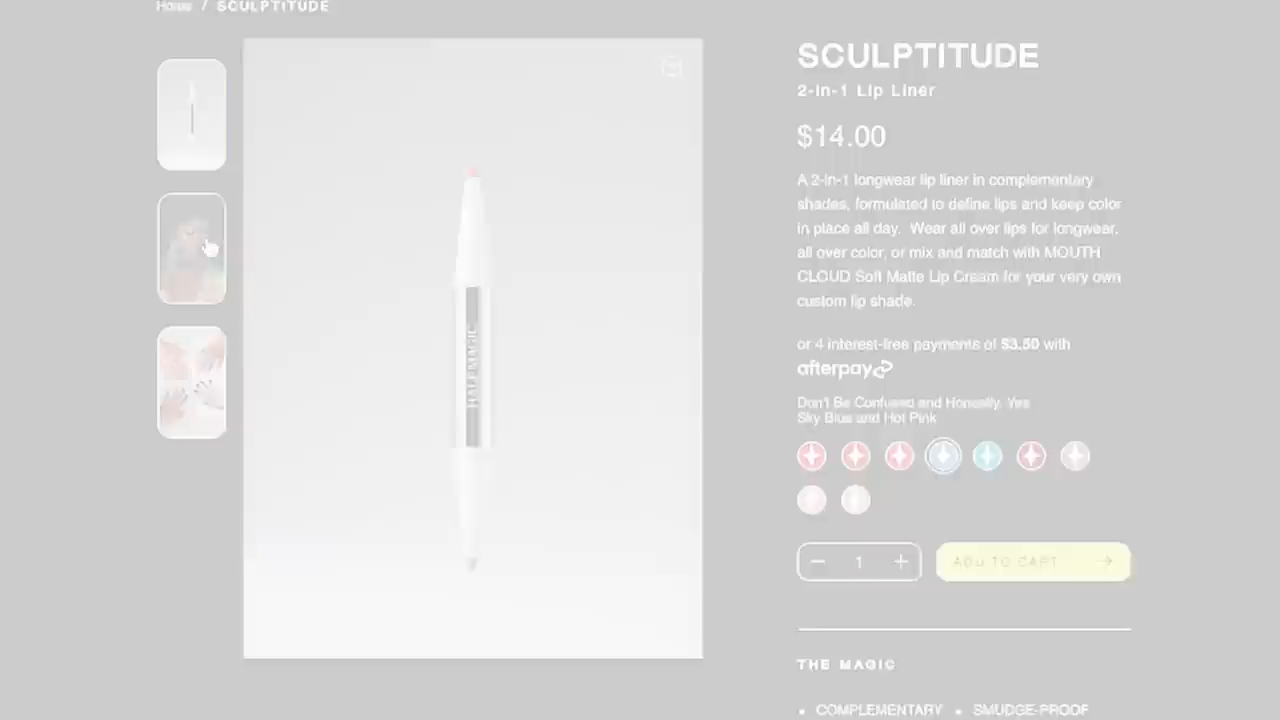 Home / SCULPTITUDE
SCULPTITUDE
2-in-1 Lip Liner
$14.00
A 2-in-1 longwear lip liner in complementary
shades, formulated to define lips and keep color
in place all day. Wear all over lips for longwear,
all over color, or mix and match with MOUTH
CLOUD Soft Matte Lip Cream for your very own
custom lip shade.
or 4 interest-free payments of $3.50 with
afterpay
Don't Be Confused and Honestly, Yes
Sky Blue and Hot Pink
HALF MAGIC
− 1 +
ADD TO CART →
THE MAGIC
• COMPLEMENTARY • SMUDGE-PROOF